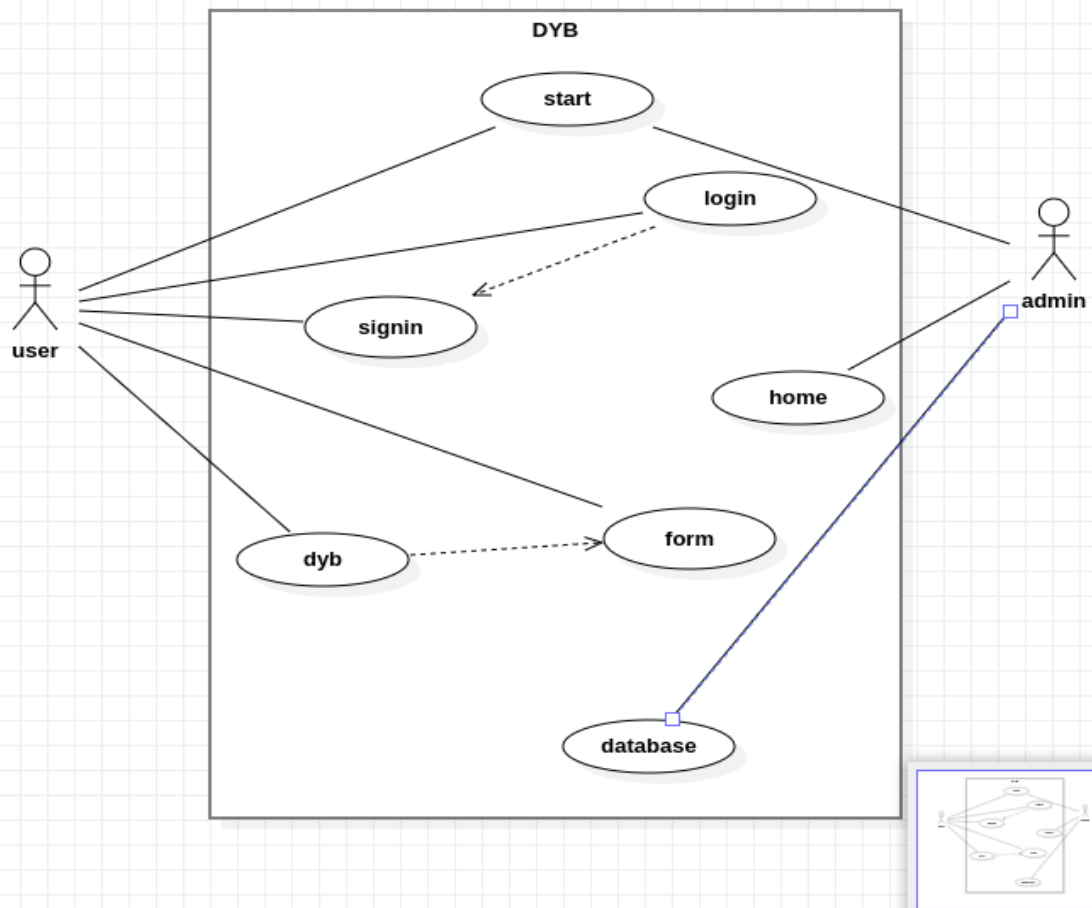 DYB
start
login
signin
user
admin
home
form
dyb
database